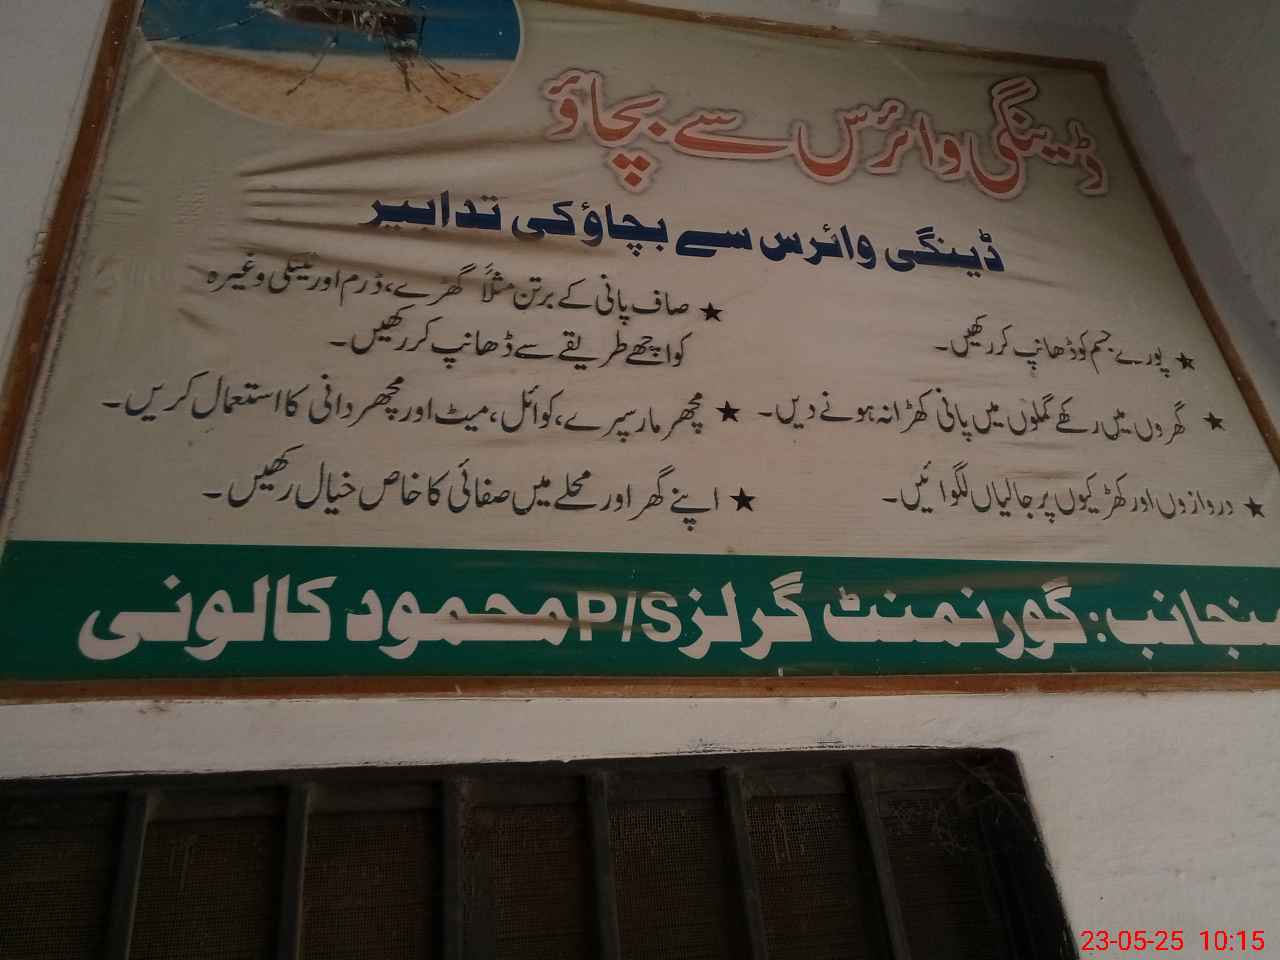 ڈینگی وائرس سے بچاؤ
ڈینگی وائرس سے بچاؤ کی تدابیر
★ پورے جسم کو ڈھانپ کر رکھیں۔
★ گھروں میں رکھے گملوں میں پانی کھڑا نہ ہونے دیں۔
★ دروازوں اور کھڑکیوں پر جالیاں لگوائیں۔
★ صاف پانی کے برتن مثلاً گھڑے، ڈرم اور ٹینکی وغیرہ
کو اچھے طریقے سے ڈھانپ کر رکھیں۔
★ مچھر مار سپرے، کوائل، میٹ اور مچھر دانی کا استعمال کریں۔
★ اپنے گھر اور محلے میں صفائی کا خاص خیال رکھیں۔
منجانب: گورنمنٹ گرلز P/S محمود کالونی
23-05-25 10:15